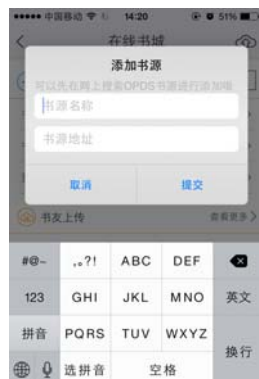 中国移动 14:20 51%
在线书城
添加书源
可以先在网上搜索OPDS书源进行添加哦
书源名称
书源地址
取消 提交
书友上传 查看更多
#@~ ,。?! ABC DEF
123 GHI JKL MNO 英文
拼音 PQRS TUV WXYZ
换行
选拼音 空格